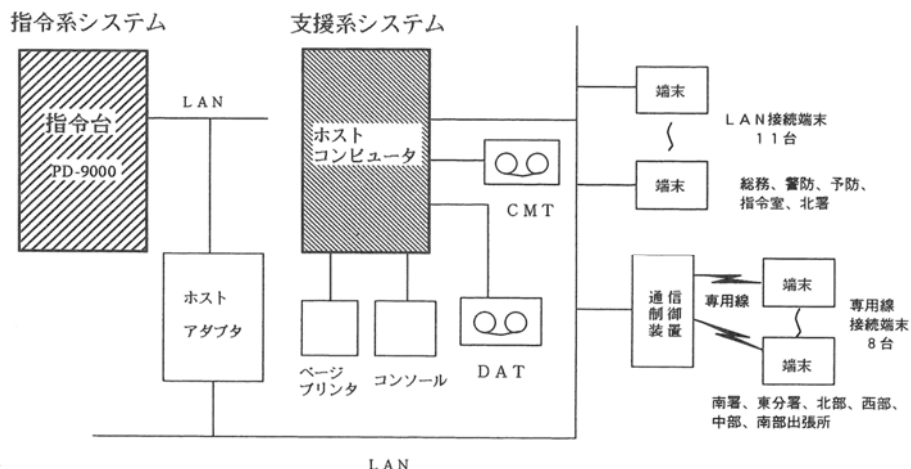 指令系システム
支援系システム
LAN
指令台
PD-9000
ホスト
コンピュータ
CMT
DAT
ホスト
アダプタ
ページ
プリンタ
コンソール
端末
端末
LAN接続端末
11台
総務、警防、予防、
指令室、北署
通信
制御
装置
専用線
端末
端末
専用線
接続端末
8台
南署、東分署、北部、西部、
中部、南部出張所
LAN